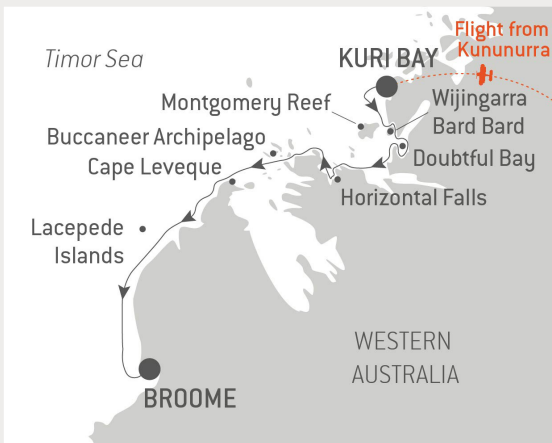 Timor Sea
Flight from
Kununurra
KURI BAY
Montgomery Reef
Wijingarra
Bard Bard
Buccaneer Archipelago
Doubtful Bay
Cape Leveque
Horizontal Falls
Lacepede
Islands
WESTERN
AUSTRALIA
BROOME